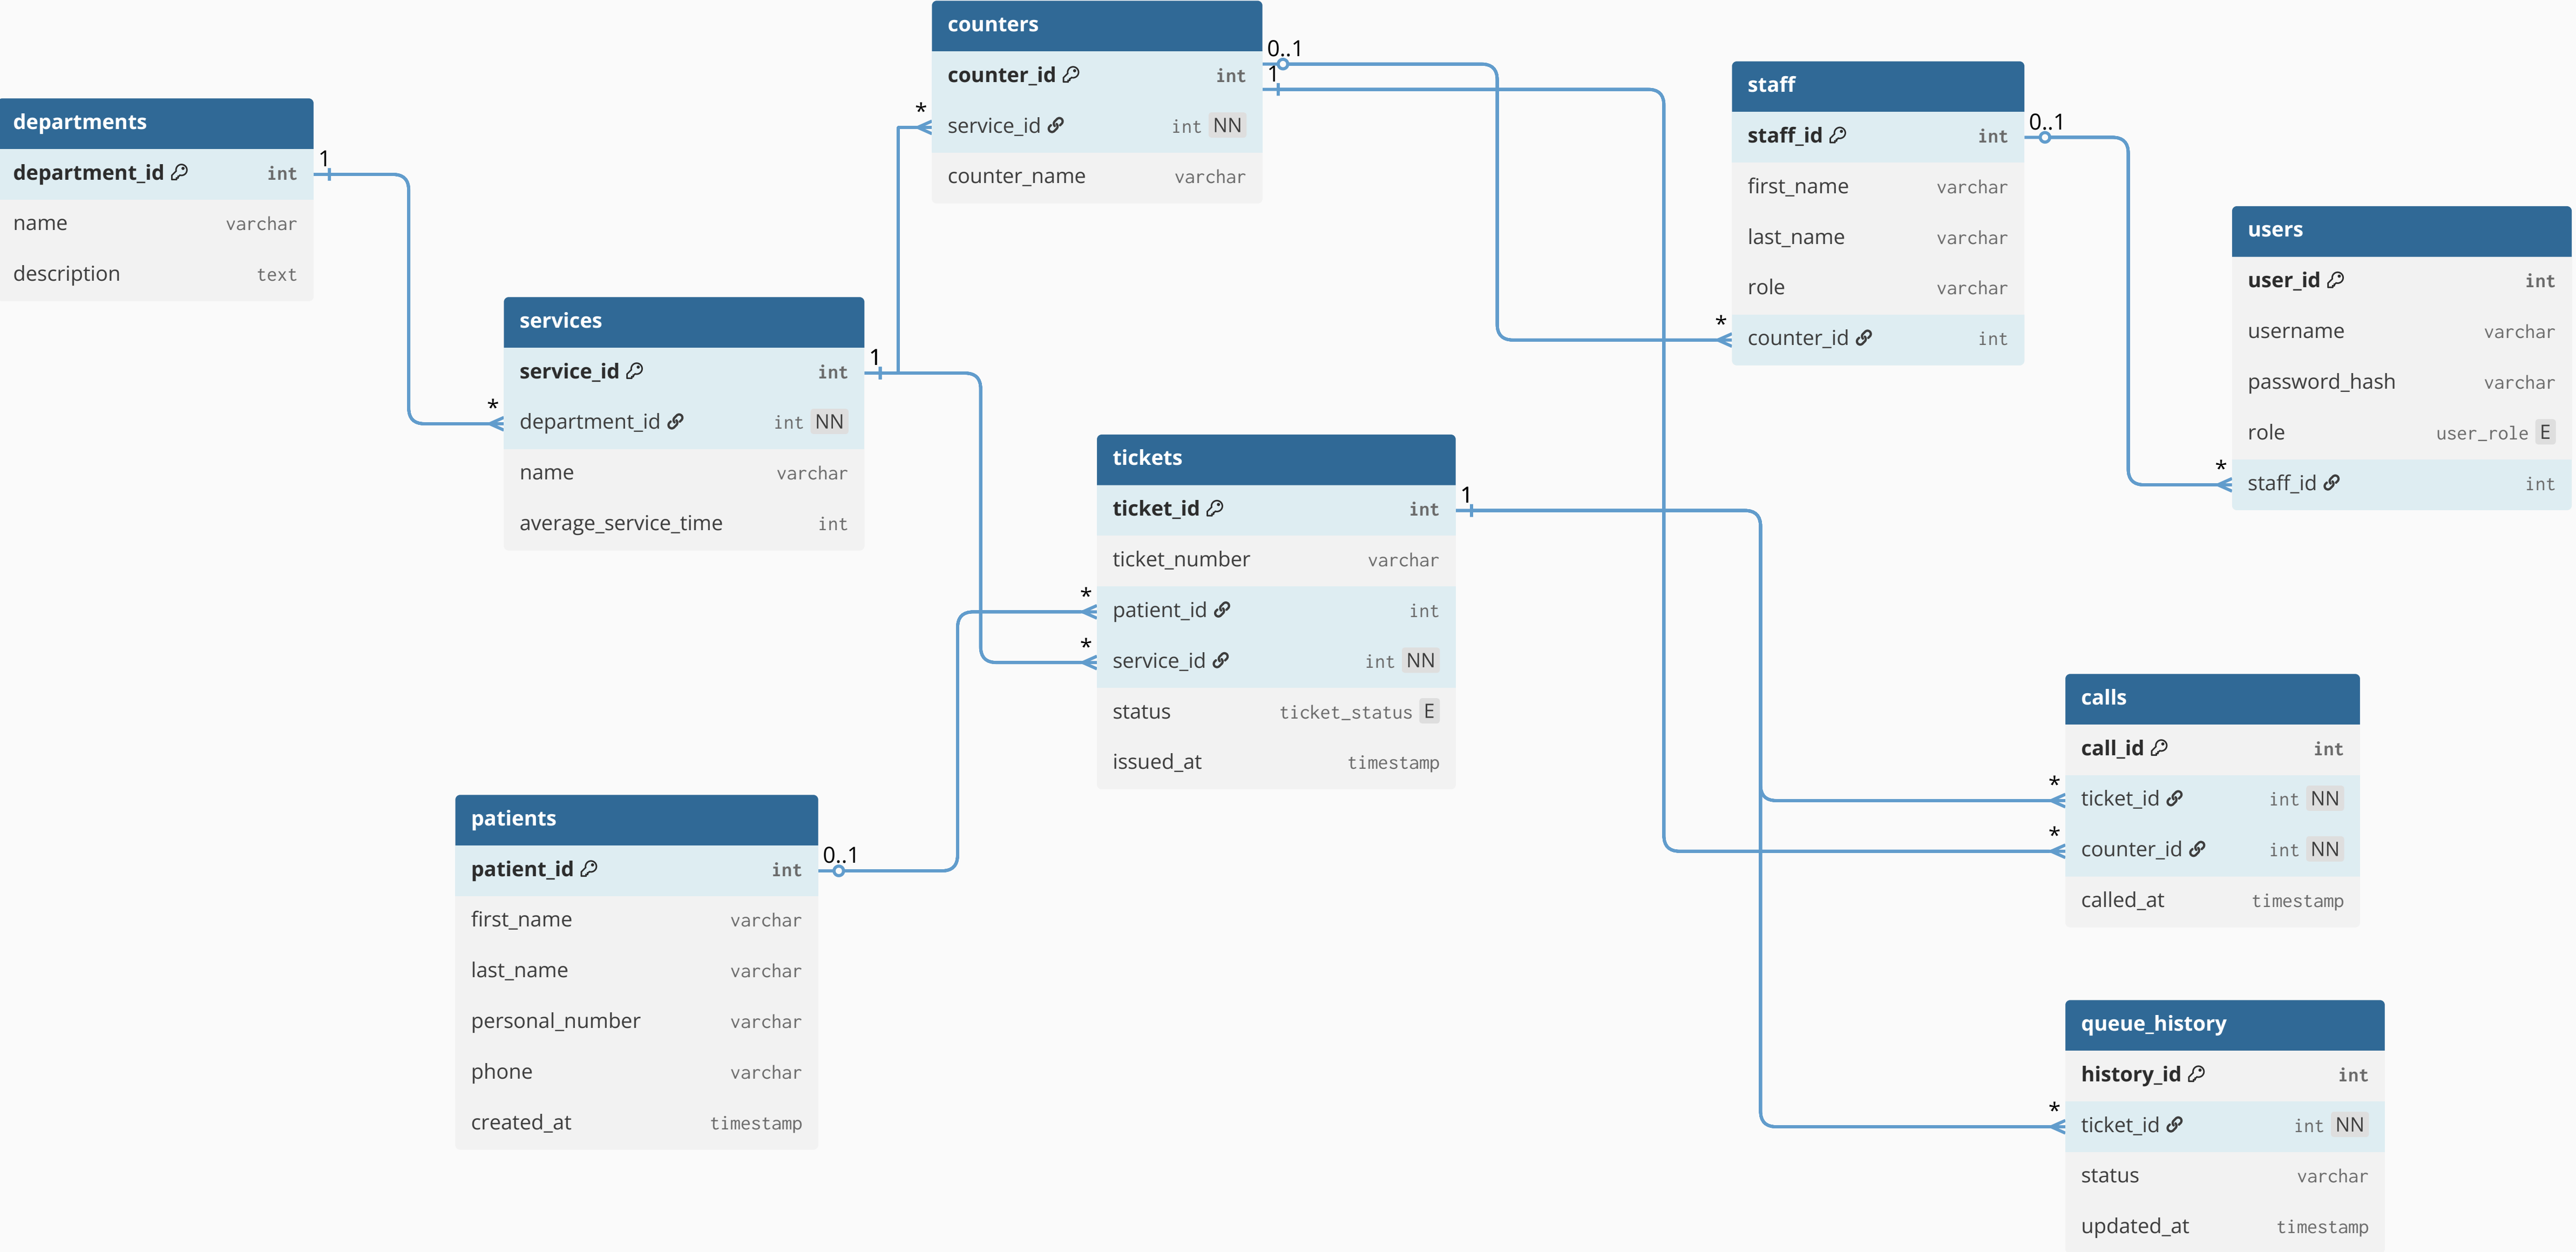 departments
department_id int
name varchar
description text
services
service_id int
department_id int NN
name varchar
average_service_time int
counters
counter_id int
service_id int NN
counter_name varchar
tickets
ticket_id int
ticket_number varchar
patient_id int
service_id int NN
status ticket_status E
issued_at timestamp
patients
patient_id int
first_name varchar
last_name varchar
personal_number varchar
phone varchar
created_at timestamp
staff
staff_id int
first_name varchar
last_name varchar
role varchar
counter_id int
users
user_id int
username varchar
password_hash varchar
role user_role E
staff_id int
calls
call_id int
ticket_id int NN
counter_id int NN
called_at timestamp
queue_history
history_id int
ticket_id int NN
status varchar
updated_at timestamp
1
*
1
*
*
0..1
*
0..1
1
*
0..1
*
1
*
*
*